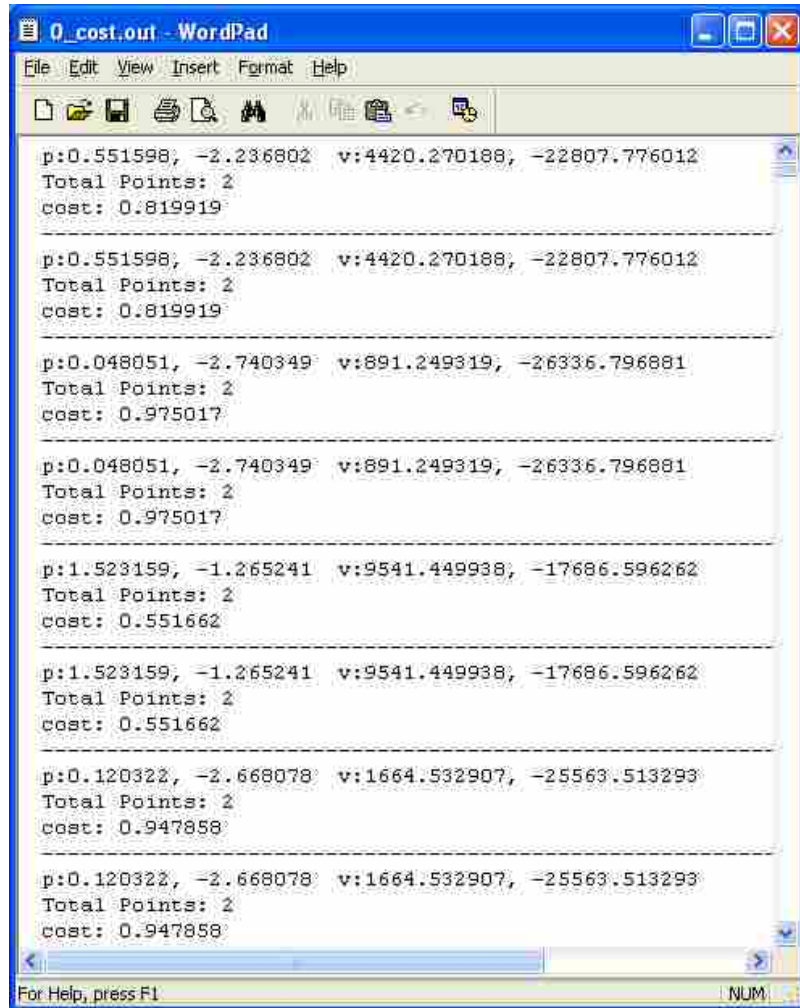 0_cost.out - WordPad
File Edit View Insert Format Help
p:0.551598, -2.236802 v:4420.270188, -22807.776012
Total Points: 2
cost: 0.819919
--------------------------------------------------
p:0.551598, -2.236802 v:4420.270188, -22807.776012
Total Points: 2
cost: 0.819919
--------------------------------------------------
p:0.048051, -2.740349 v:891.249319, -26336.796881
Total Points: 2
cost: 0.975017
--------------------------------------------------
p:0.048051, -2.740349 v:891.249319, -26336.796881
Total Points: 2
cost: 0.975017
--------------------------------------------------
p:1.523159, -1.265241 v:9541.449938, -17686.596262
Total Points: 2
cost: 0.551662
--------------------------------------------------
p:1.523159, -1.265241 v:9541.449938, -17686.596262
Total Points: 2
cost: 0.551662
--------------------------------------------------
p:0.120322, -2.668078 v:1664.532907, -25563.513293
Total Points: 2
cost: 0.947858
--------------------------------------------------
p:0.120322, -2.668078 v:1664.532907, -25563.513293
Total Points: 2
cost: 0.947858
For Help, press F1 NUM